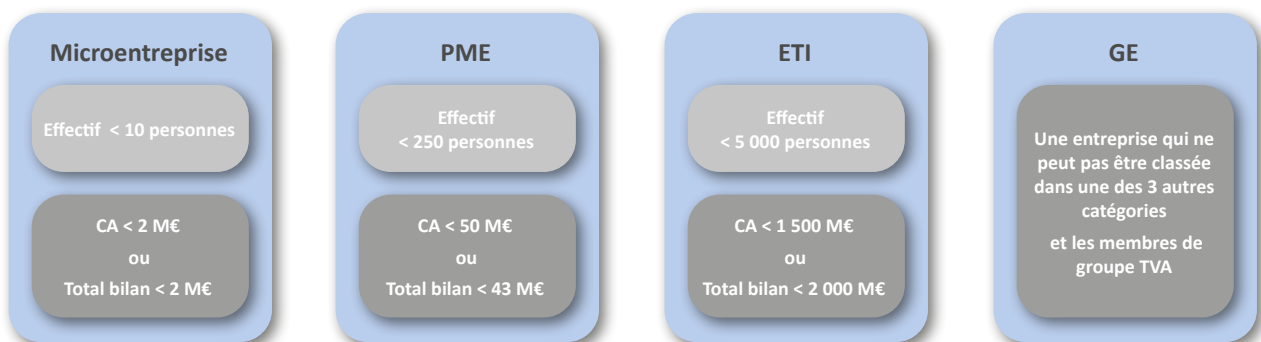 Microentreprise
Effectif < 10 personnes
CA < 2 M€
ou
Total bilan < 2 M€
PME
Effectif
< 250 personnes
CA < 50 M€
ou
Total bilan < 43 M€
ETI
Effectif
< 5 000 personnes
CA < 1 500 M€
ou
Total bilan < 2 000 M€
GE
Une entreprise qui ne
peut pas être classée
dans une des 3 autres
catégories
et les membres de
groupe TVA